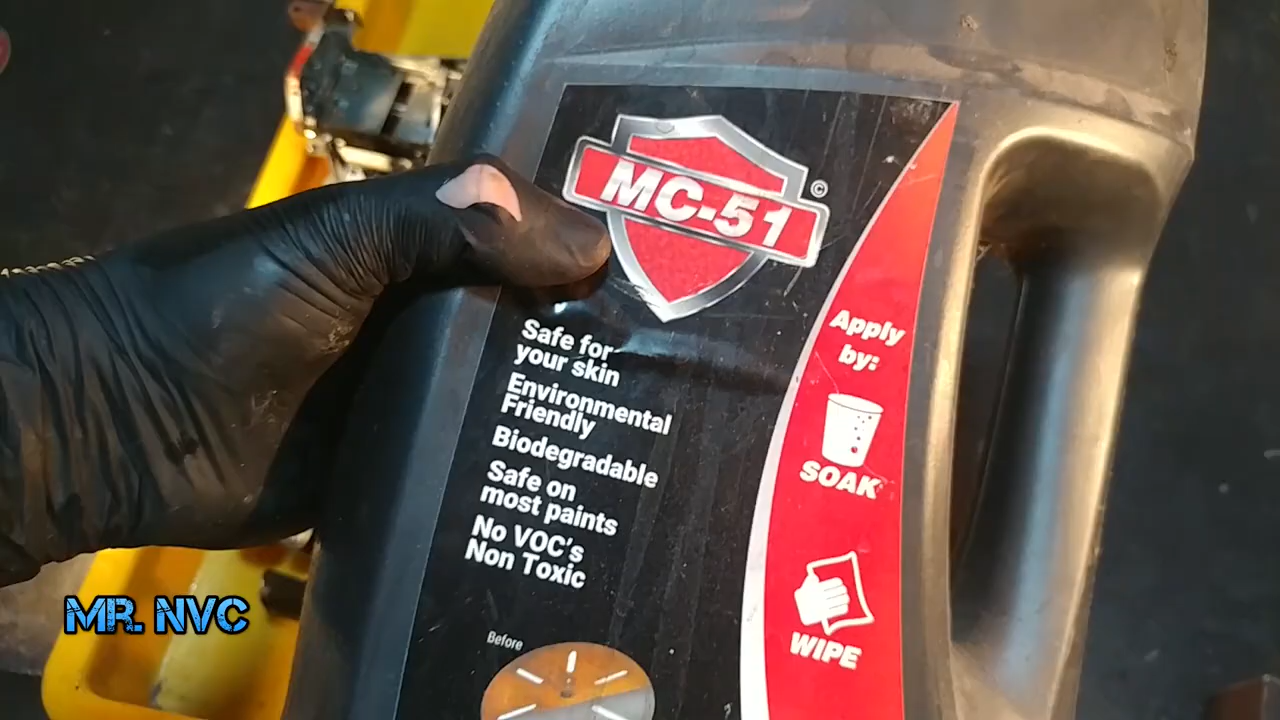 MC-51
©
Safe for
your skin
Environmental
Friendly
Biodegradable
Safe on
most paints
No VOC's
Non Toxic
Before
Apply
by:
SOAK
WIPE
MR. NVC